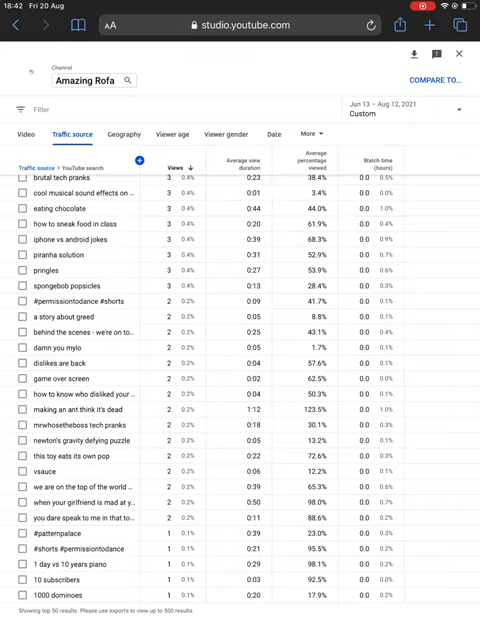 18:42 Fri 20 Aug
AA studio.youtube.com
Channel
Amazing Rofa
COMPARE TO...
Filter
Jun 13 – Aug 12, 2021
Custom
Video Traffic source Geography Viewer age Viewer gender Date More
Traffic source > YouTube search Views Average view duration Average percentage viewed Watch time (hours)
brutal tech pranks 3 0.4% 0:23 38.4% 0.0 0.5%
cool musical sound effects on ... 3 0.4% 0:01 3.4% 0.0 0.0%
eating chocolate 3 0.4% 0:44 44.0% 0.0 1.0%
how to sneak food in class 3 0.4% 0:20 61.9% 0.0 0.4%
iphone vs android jokes 3 0.4% 0:39 68.3% 0.0 0.9%
piranha solution 3 0.4% 0:31 52.9% 0.0 0.7%
pringles 3 0.4% 0:27 53.9% 0.0 0.6%
spongebob popsicles 3 0.4% 0:13 28.4% 0.0 0.3%
#permissiontodance #shorts 2 0.2% 0:09 41.7% 0.0 0.1%
a story about greed 2 0.2% 0:05 8.8% 0.0 0.1%
behind the scenes - we're on to... 2 0.2% 0:25 43.1% 0.0 0.4%
damn you mylo 2 0.2% 0:05 1.7% 0.0 0.1%
dislikes are back 2 0.2% 0:04 57.6% 0.0 0.1%
game over screen 2 0.2% 0:02 62.5% 0.0 0.0%
how to know who disliked your ... 2 0.2% 0:04 50.3% 0.0 0.1%
making an ant think it's dead 2 0.2% 1:12 123.5% 0.0 1.0%
mrwhosetheboss tech pranks 2 0.2% 0:18 30.1% 0.0 0.3%
newton's gravity defying puzzle 2 0.2% 0:05 13.2% 0.0 0.1%
this toy eats its own pop 2 0.2% 0:22 72.6% 0.0 0.3%
vsauce 2 0.2% 0:06 12.2% 0.0 0.1%
we are on the top of the world ... 2 0.2% 0:39 65.3% 0.0 0.6%
when your girlfriend is mad at y... 2 0.2% 0:50 98.0% 0.0 0.7%
you dare speak to me in that to... 2 0.2% 0:11 88.6% 0.0 0.2%
#patternpalace 1 0.1% 0:39 23.0% 0.0 0.3%
#shorts #permissiontodance 1 0.1% 0:21 95.5% 0.0 0.2%
1 day vs 10 years piano 1 0.1% 0:29 98.1% 0.0 0.2%
10 subscribers 1 0.1% 0:03 92.5% 0.0 0.0%
1000 dominoes 1 0.1% 0:20 17.9% 0.0 0.2%
Showing top 50 results. Please use exports to view up to 500 results.